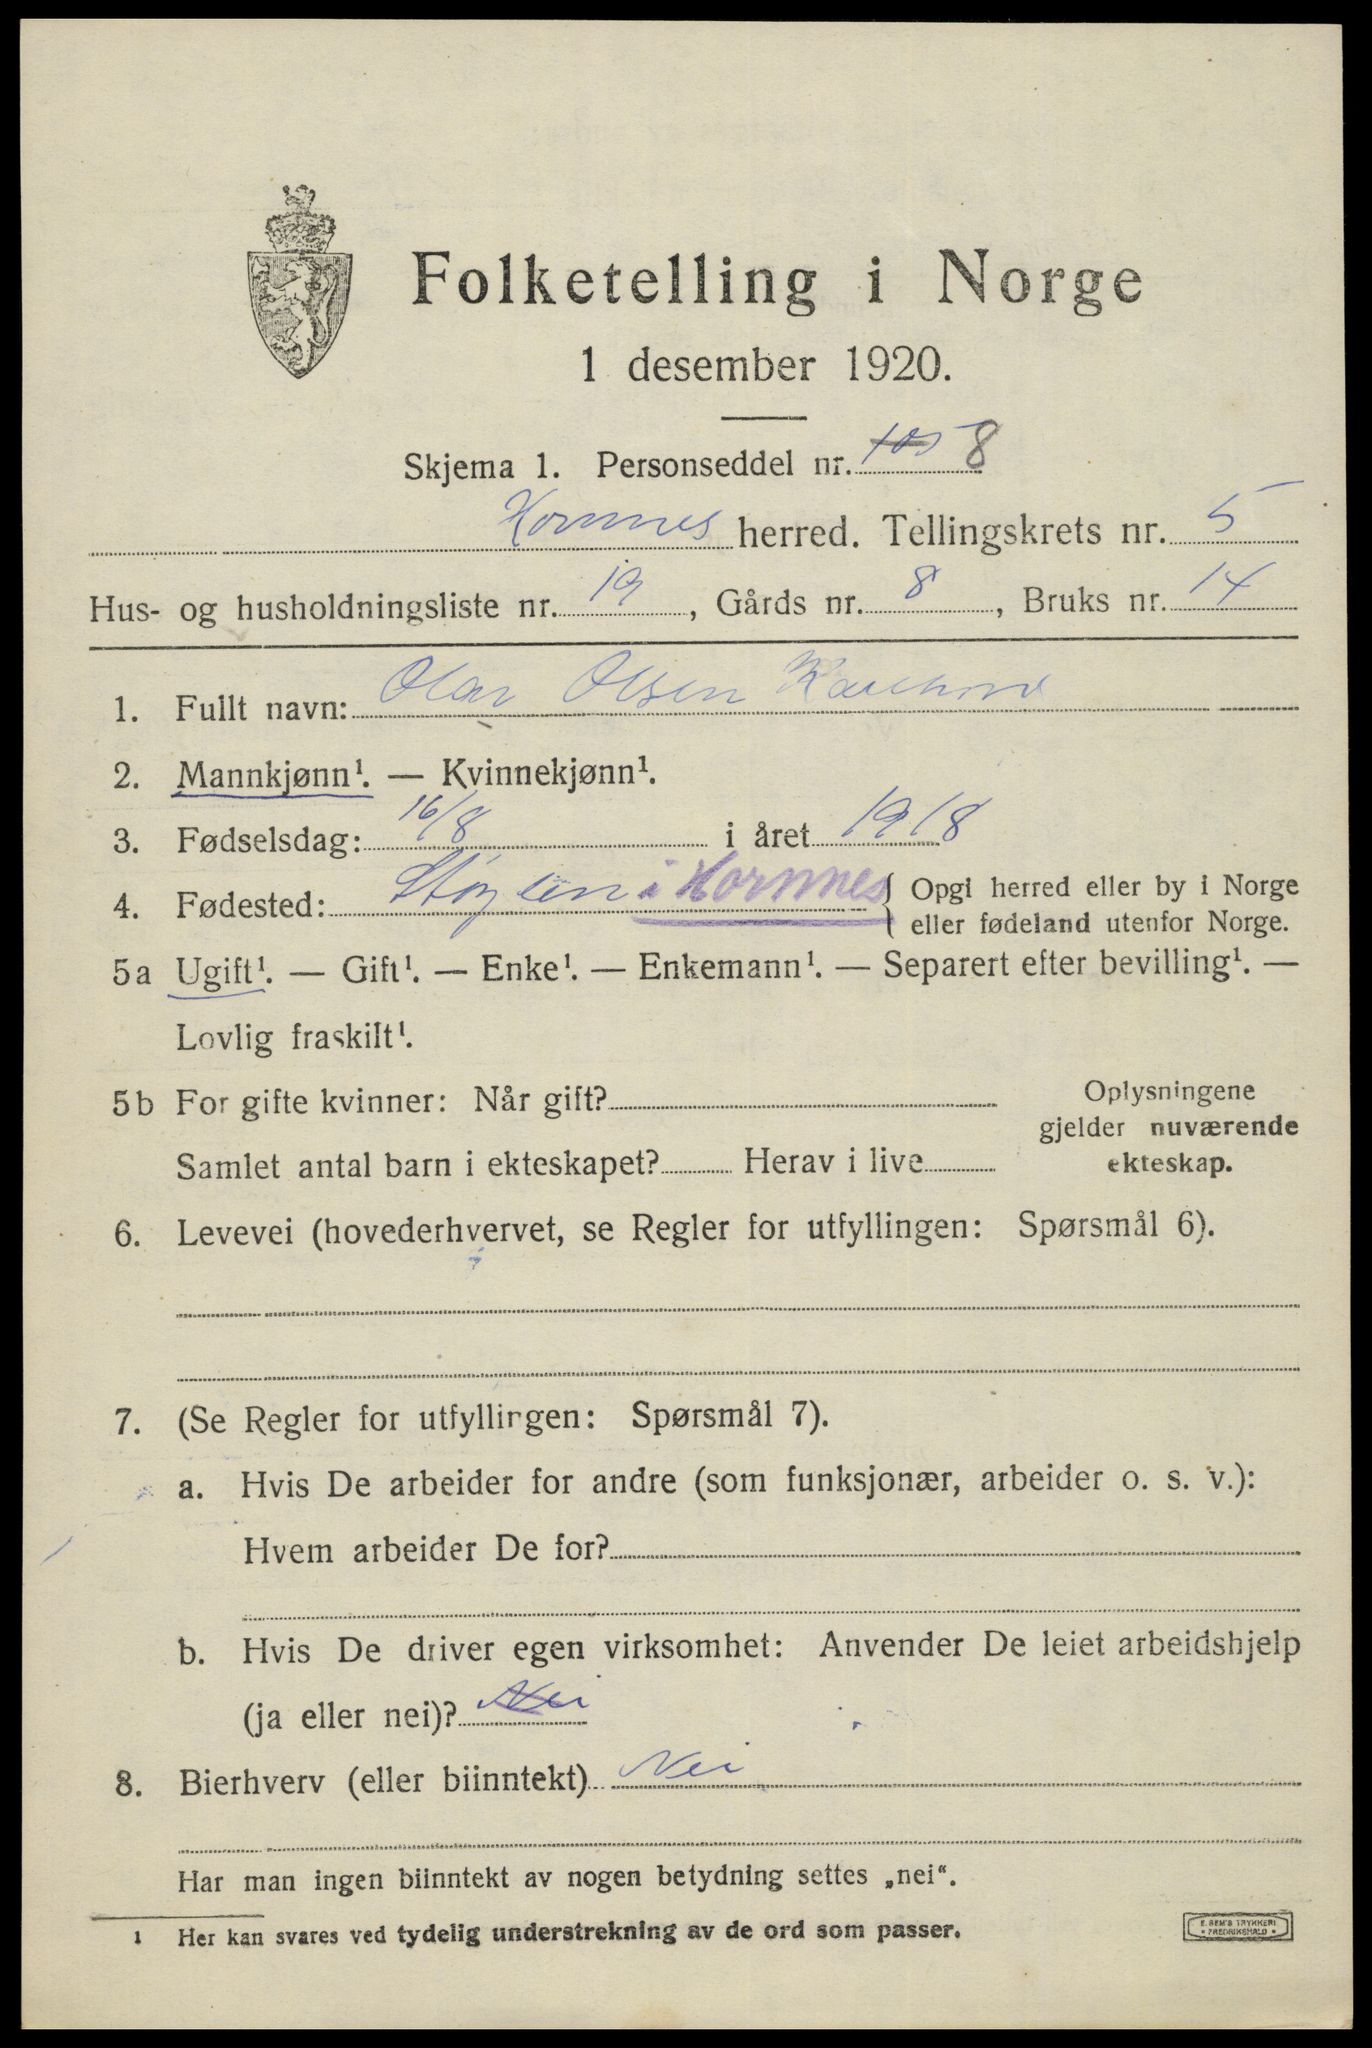 Folketelling i Norge
1 desember 1920.
Skjema 1. Personseddel nr. 8
Hornnes herred. Tellingskrets nr. 5
Hus- og husholdningsliste nr. 19, Gårds nr. 8, Bruks nr. 14
1. Fullt navn: Olav Olsen
2. Mannkjønn¹. — Kvinnekjønn¹.
3. Fødselsdag: 16/8 i året 1918
4. Fødested: Støylen i Hornnes { Opgi herred eller by i Norge
eller fødeland utenfor Norge.
5a Ugift¹. — Gift¹. — Enke¹. — Enkemann¹. — Separert efter bevilling¹. —
Lovlig fraskilt¹.
5b For gifte kvinner: Når gift?
Oplysningene
gjelder nuværende
ekteskap.
Samlet antal barn i ekteskapet? Herav i live
6. Levevei (hovederhvervet, se Regler for utfyllingen: Spørsmål 6).
7. (Se Regler for utfyllingen: Spørsmål 7).
a. Hvis De arbeider for andre (som funksjonær, arbeider o. s. v.):
Hvem arbeider De for?
b. Hvis De driver egen virksomhet: Anvender De leiet arbeidshjelp
(ja eller nei)? Nei
8. Bierhverv (eller biinntekt) Nei
Har man ingen biinntekt av nogen betydning settes „nei“.
1 Her kan svares ved tydelig understrekning av de ord som passer.
E. SEM'S TRYKKERI
• FREDRIKSHALD •